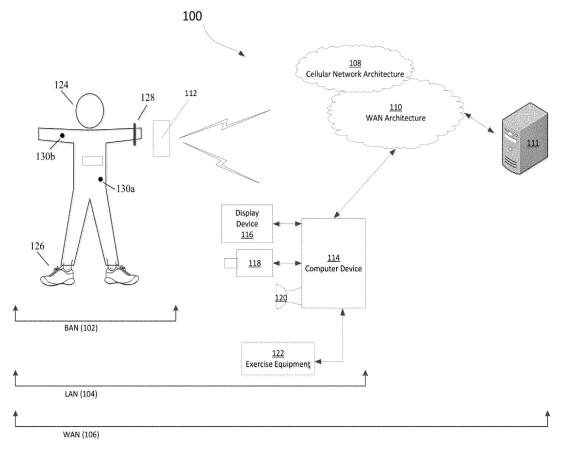 100
108
Cellular Network Architecture
110
WAN Architecture
111
124
128
112
130b
130a
126
Display
Device
116
118
120
114
Computer Device
122
Exercise Equipment
BAN (102)
LAN (104)
WAN (106)